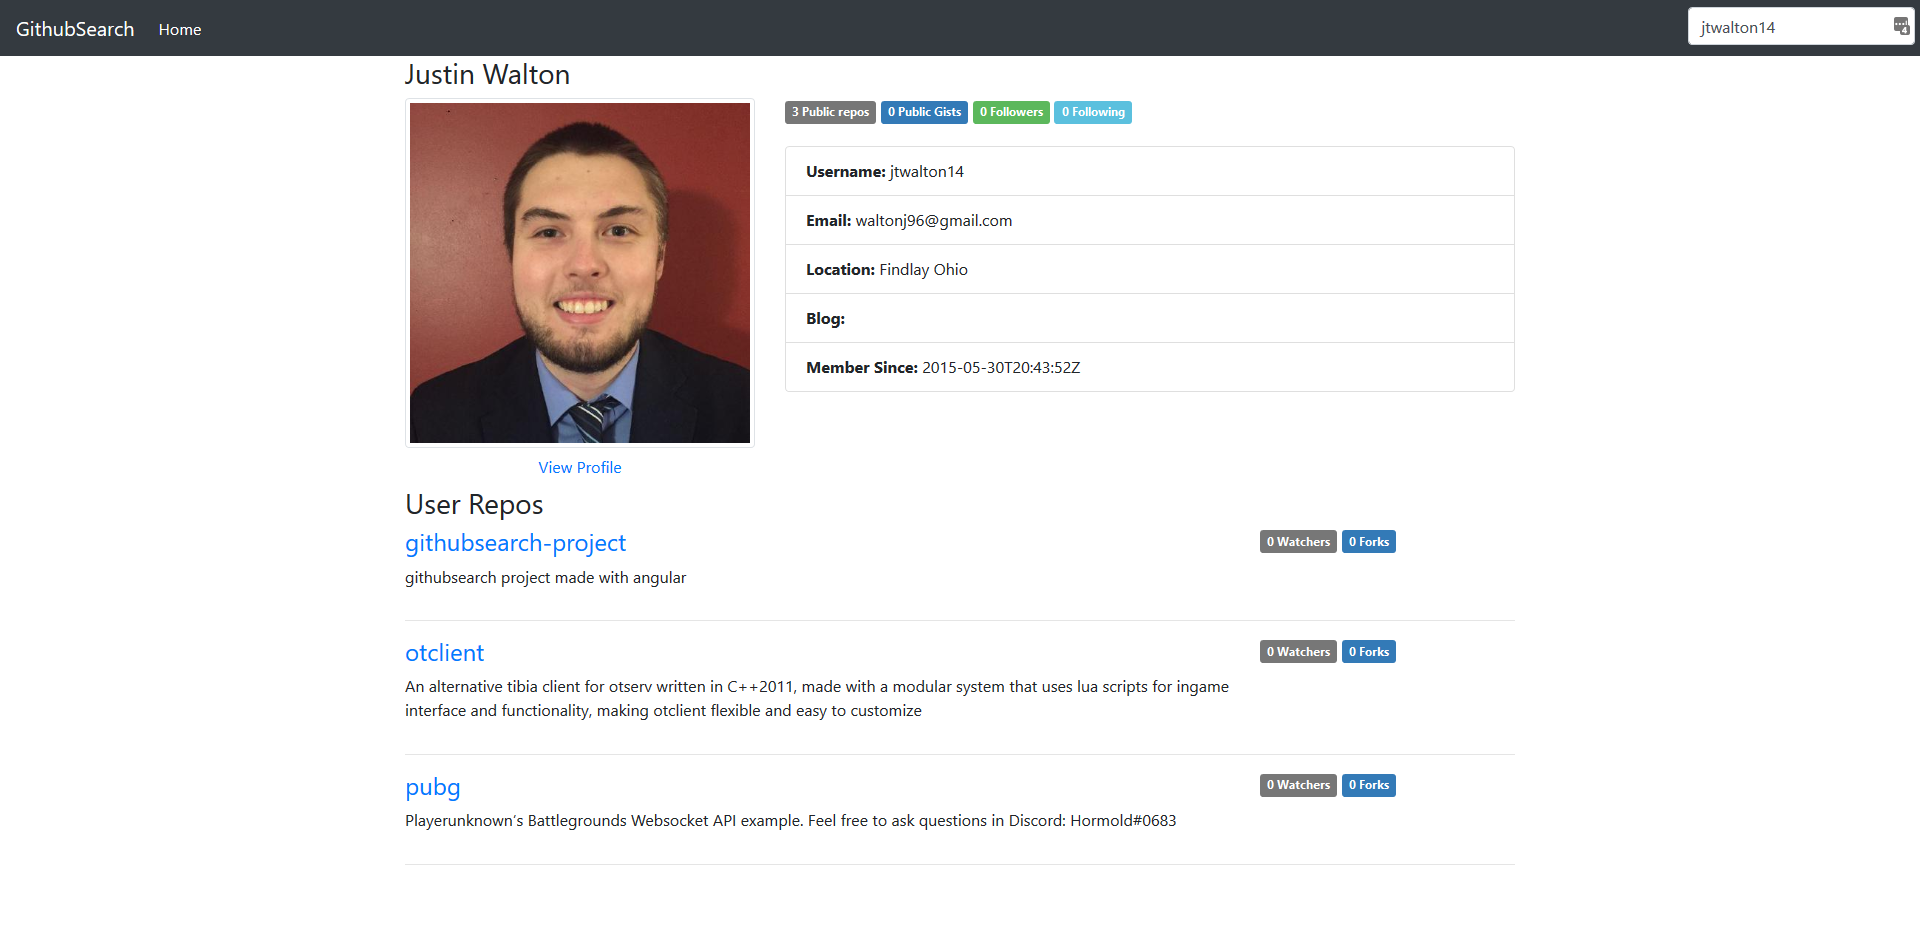 GithubSearch Home jtwalton14
Justin Walton
3 Public repos 0 Public Gists 0 Followers 0 Following
Username: jtwalton14
Email: waltonj96@gmail.com
Location: Findlay Ohio
Blog:
Member Since: 2015-05-30T20:43:52Z
View Profile
User Repos
githubsearch-project 0 Watchers 0 Forks
githubsearch project made with angular
otclient 0 Watchers 0 Forks
An alternative tibia client for otserv written in C++2011, made with a modular system that uses lua scripts for ingame
interface and functionality, making otclient flexible and easy to customize
pubg 0 Watchers 0 Forks
Playerunknown’s Battlegrounds Websocket API example. Feel free to ask questions in Discord: Hormold#0683